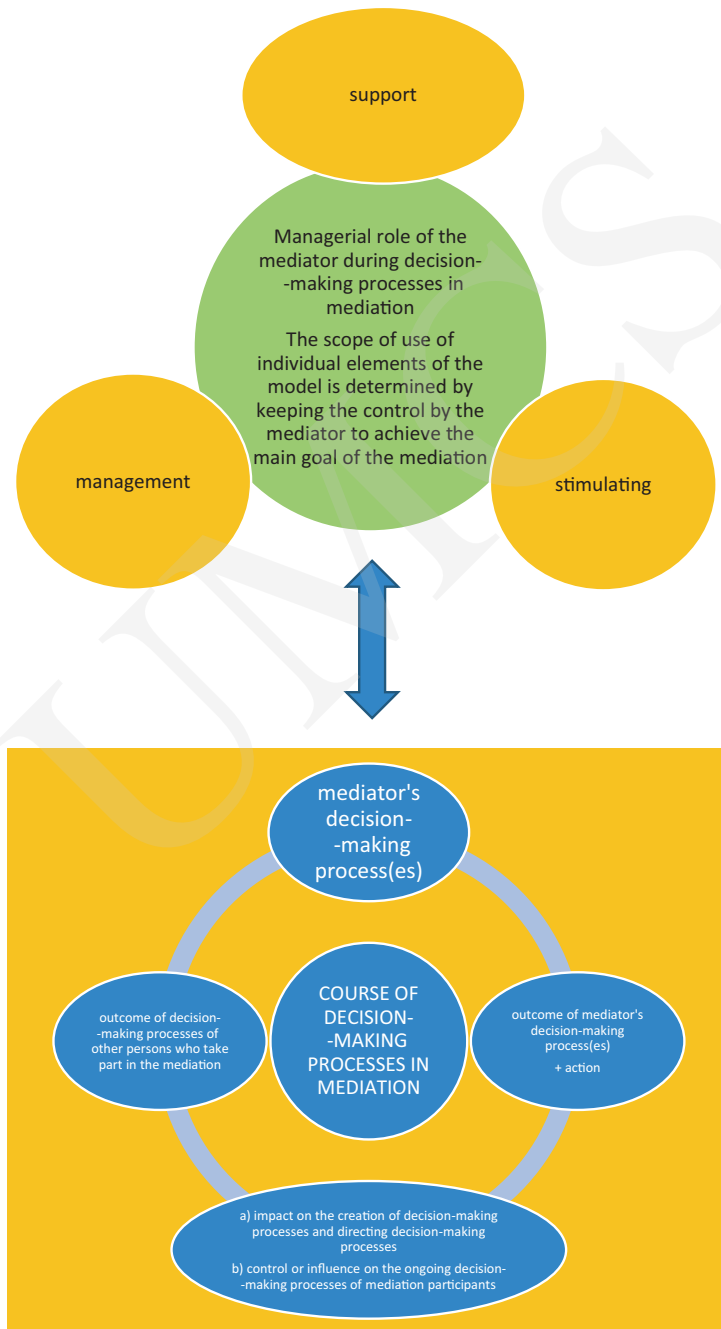 support
Managerial role of the
mediator during decision-
-making processes in
mediation
The scope of use of
individual elements of the
model is determined by
keeping the control by the
mediator to achieve the
main goal of the mediation
management
stimulating
mediator's
decision-
-making
process(es)
outcome of decision-
-making processes of
other persons who take
part in the mediation
COURSE OF
DECISION-
-MAKING
PROCESSES IN
MEDIATION
outcome of mediator's
decision-making
process(es)
+ action
a) impact on the creation of decision-making
processes and directing decision-making
processes
b) control or influence on the ongoing decision-
-making processes of mediation participants
UMCS